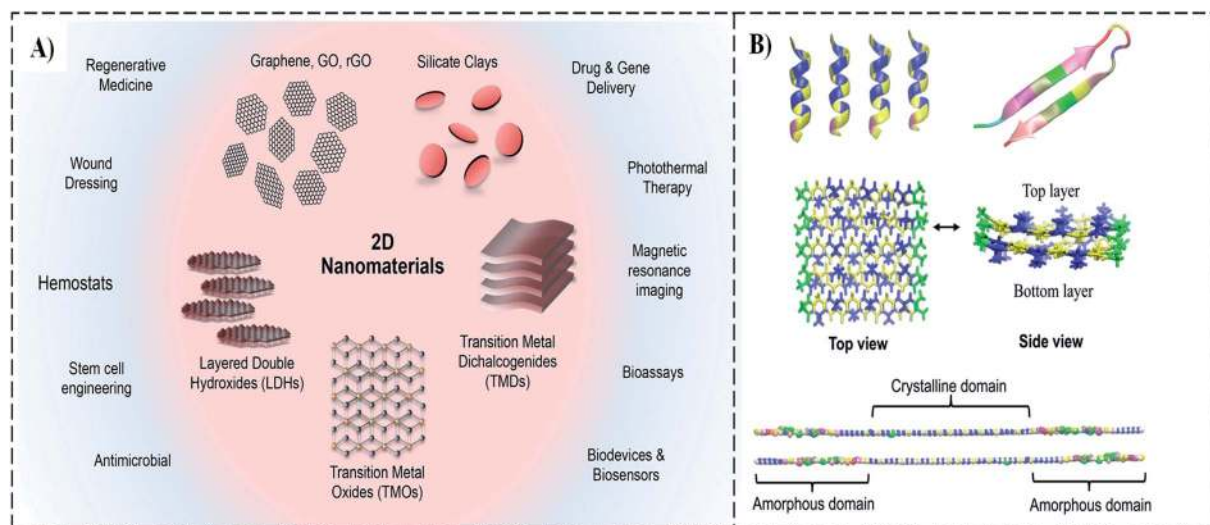 A)
Regenerative
Medicine
Graphene, GO, rGO
Silicate Clays
Drug & Gene
Delivery
Wound
Dressing
Photothermal
Therapy
2D
Nanomaterials
Hemostats
Magnetic
resonance
imaging
Layered Double
Hydroxides (LDHs)
Transition Metal
Dichalcogenides
(TMDs)
Stem cell
engineering
Bioassays
Antimicrobial
Transition Metal
Oxides (TMOs)
Biodevices &
Biosensors
B)
Top layer
Bottom layer
Top view
Side view
Crystalline domain
Amorphous domain
Amorphous domain